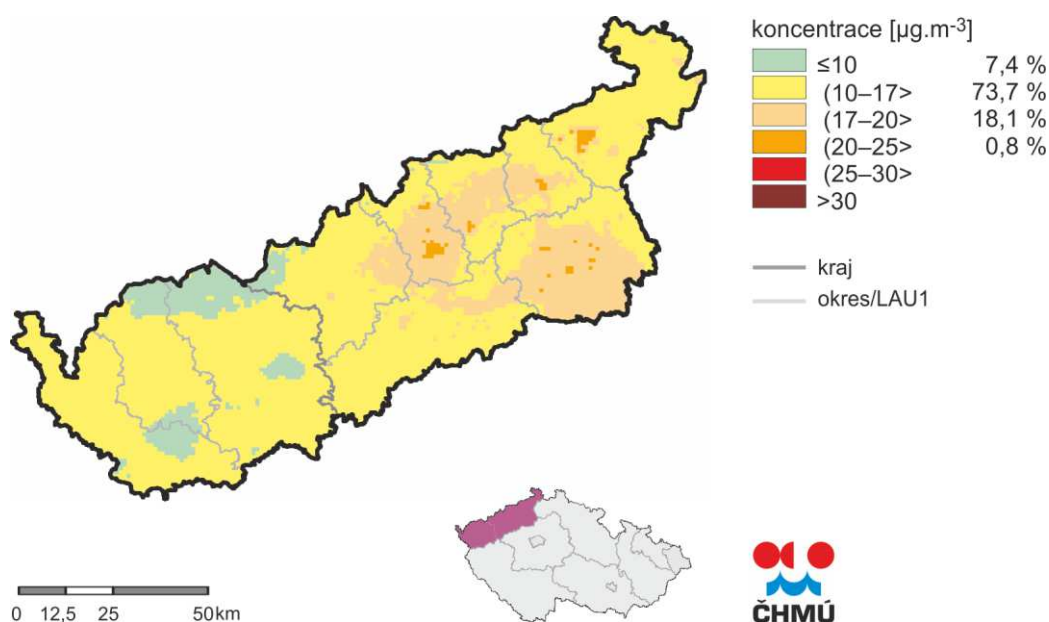 koncentrace [µg.m-3]
≤10 7,4 %
(10–17> 73,7 %
(17–20> 18,1 %
(20–25> 0,8 %
(25–30>
>30
kraj
okres/LAU1
0 12,5 25 50km
ČHMÚ